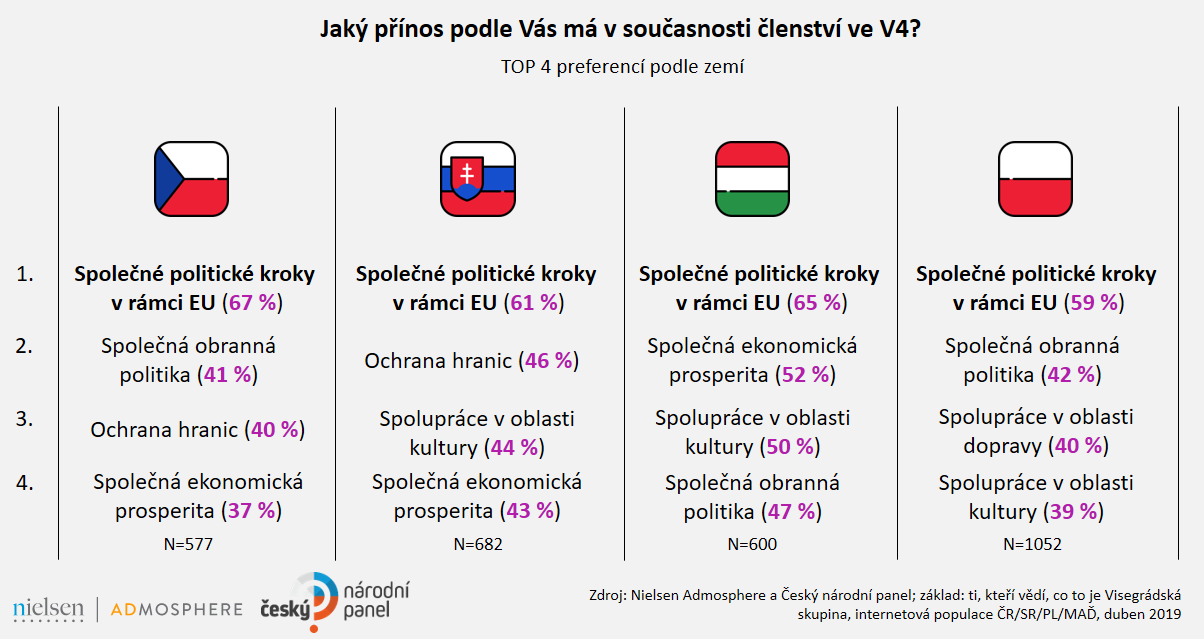 Jaký přínos podle Vás má v současnosti členství ve V4?
TOP 4 preferencí podle zemí
1.
Společné politické kroky
v rámci EU (67 %)
Společné politické kroky
v rámci EU (61 %)
Společné politické kroky
v rámci EU (65 %)
Společné politické kroky
v rámci EU (59 %)
2.
Společná obranná
politika (41 %)
Ochrana hranic (46 %)
Společná ekonomická
prosperita (52 %)
Společná obranná
politika (42 %)
3.
Ochrana hranic (40 %)
Spolupráce v oblasti
kultury (44 %)
Spolupráce v oblasti
kultury (50 %)
Spolupráce v oblasti
dopravy (40 %)
4.
Společná ekonomická
prosperita (37 %)
Společná ekonomická
prosperita (43 %)
Společná obranná
politika (47 %)
Spolupráce v oblasti
kultury (39 %)
N=577
N=682
N=600
N=1052
nielsen | ADMOSPHERE
český národní
panel
Zdroj: Nielsen Admosphere a Český národní panel; základ: ti, kteří vědí, co to je Visegrádská
skupina, internetová populace ČR/SR/PL/MAĎ, duben 2019